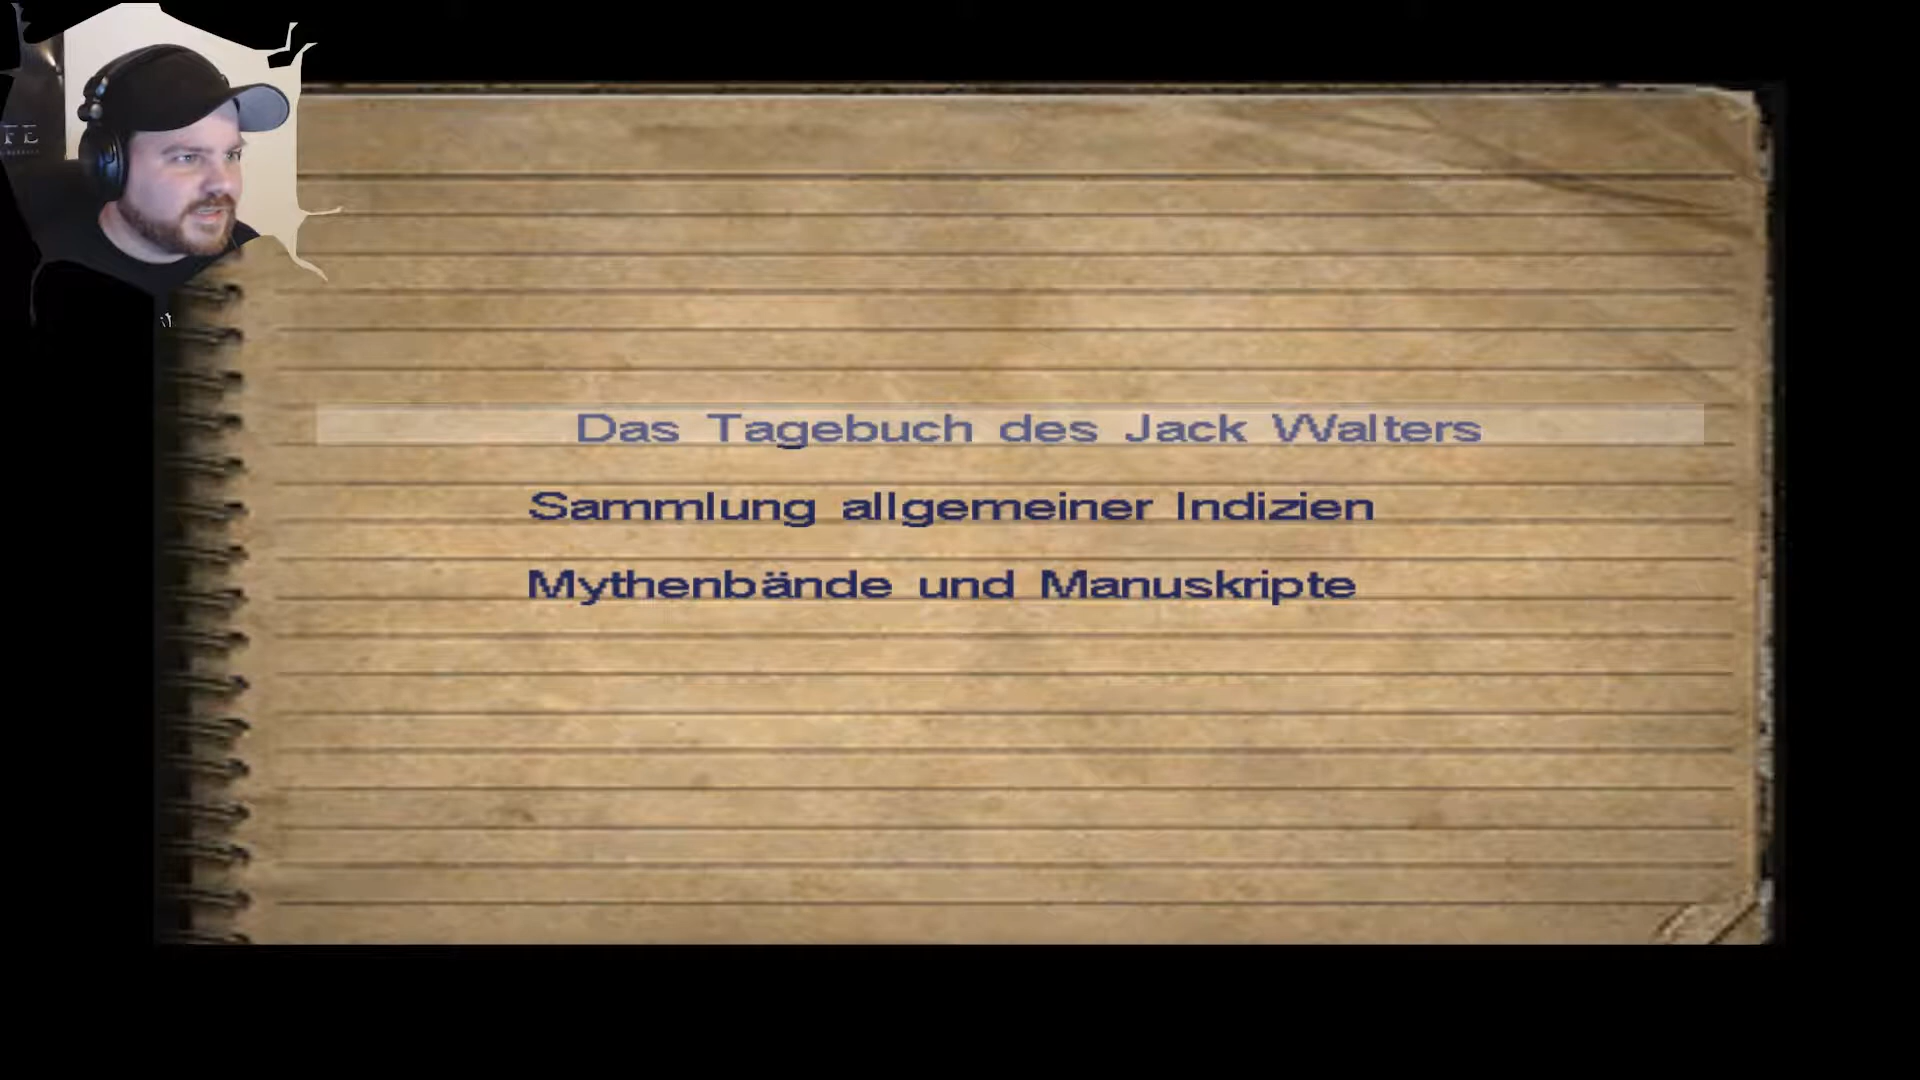 Das Tagebuch des Jack Walters
Sammlung allgemeiner Indizien
Mythenbände und Manuskripte